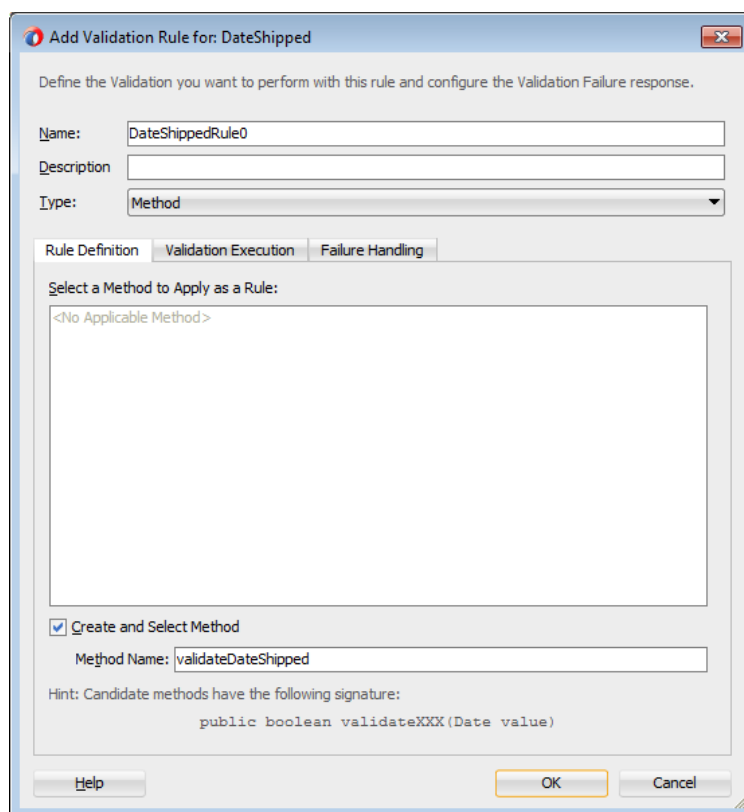 Add Validation Rule for: DateShipped
Define the Validation you want to perform with this rule and configure the Validation Failure response.
Name: DateShippedRule0
Description
Type: Method
Rule Definition Validation Execution Failure Handling
Select a Method to Apply as a Rule:
<No Applicable Method>
Create and Select Method
Method Name: validateDateShipped
Hint: Candidate methods have the following signature:
public boolean validateXXX(Date value)
Help OK Cancel